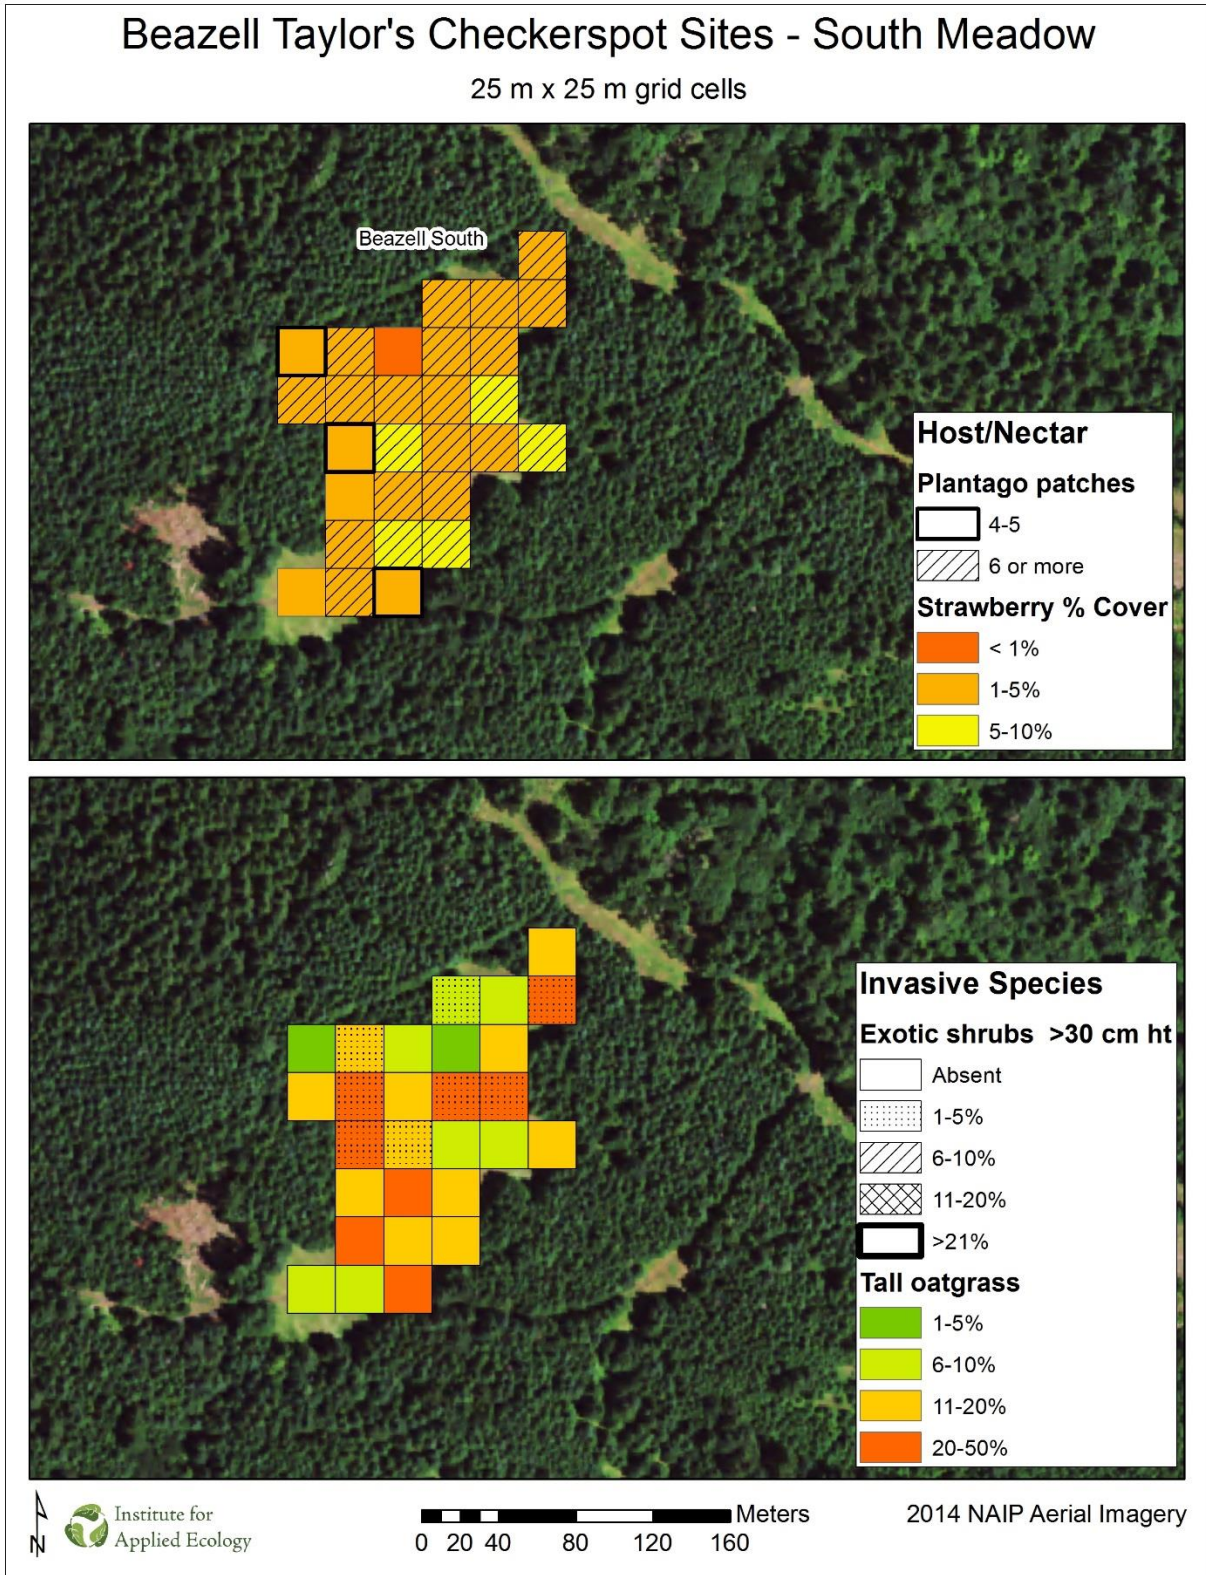 Beazell Taylor's Checkerspot Sites - South Meadow
25 m x 25 m grid cells
Beazell South
Host/Nectar
Plantago patches
4-5
6 or more
Strawberry % Cover
< 1%
1-5%
5-10%
Invasive Species
Exotic shrubs >30 cm ht
Absent
1-5%
6-10%
11-20%
>21%
Tall oatgrass
1-5%
6-10%
11-20%
20-50%
N
Institute for
Applied Ecology
Meters
0 20 40 80 120 160
2014 NAIP Aerial Imagery